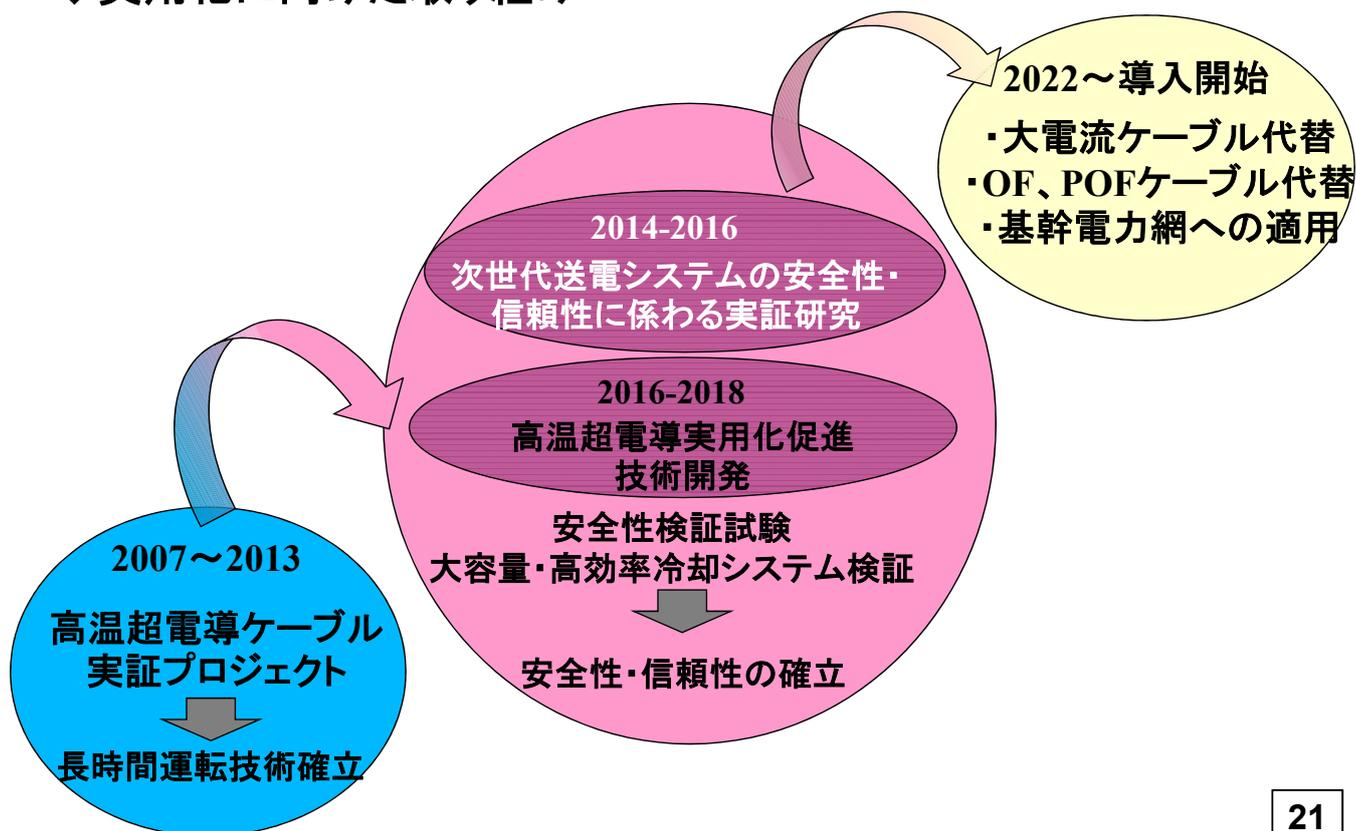 2022～導入開始
・大電流ケーブル代替
・OF、POFケーブル代替
・基幹電力網への適用
2014-2016
次世代送電システムの安全性・
信頼性に係わる実証研究
2016-2018
高温超電導実用化促進
技術開発
安全性検証試験
大容量・高効率冷却システム検証
安全性・信頼性の確立
2007～2013
高温超電導ケーブル
実証プロジェクト
長時間運転技術確立
21